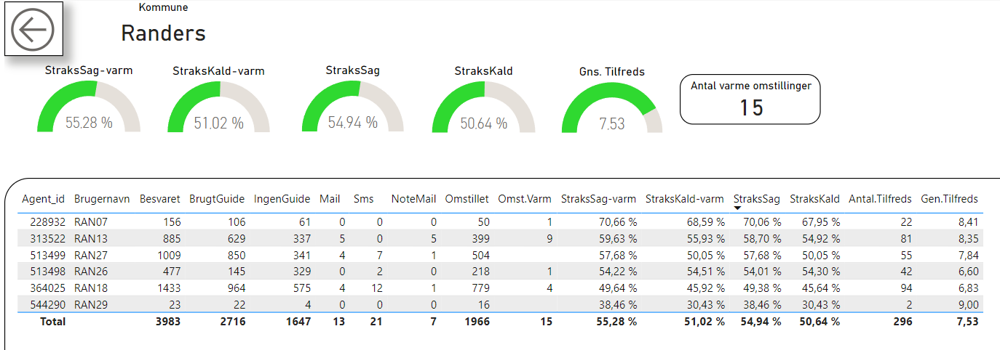 Kommune
Randers
StraksSag-varm StraksKald-varm StraksSag StraksKald Gns. Tilfreds Antal varme omstillinger
55,28 % 51,02 % 54,94 % 50,64 % 7,53 15
Agent_id Brugernavn Besvaret BrugtGuide IngenGuide Mail Sms NoteMail Omstillet Omst.Varm StraksSag-varm StraksKald-varm StraksSag StraksKald Antal.Tilfreds Gen.Tilfreds
228932 RAN07 156 106 61 0 0 0 50 1 70,66 % 68,59 % 70,06 % 67,95 % 22 8,41
313522 RAN13 885 629 337 5 0 5 399 9 59,63 % 55,93 % 58,70 % 54,92 % 81 8,35
513499 RAN27 1009 850 341 4 7 1 504 57,68 % 50,05 % 57,68 % 50,05 % 55 7,84
513498 RAN26 477 145 329 0 2 0 218 1 54,22 % 54,51 % 54,01 % 54,30 % 42 6,60
364025 RAN18 1433 964 575 4 12 1 779 4 49,64 % 45,92 % 49,38 % 45,64 % 94 6,83
544290 RAN29 23 22 4 0 0 0 16 38,46 % 30,43 % 38,46 % 30,43 % 2 9,00
Total 3983 2716 1647 13 21 7 1966 15 55,28 % 51,02 % 54,94 % 50,64 % 296 7,53